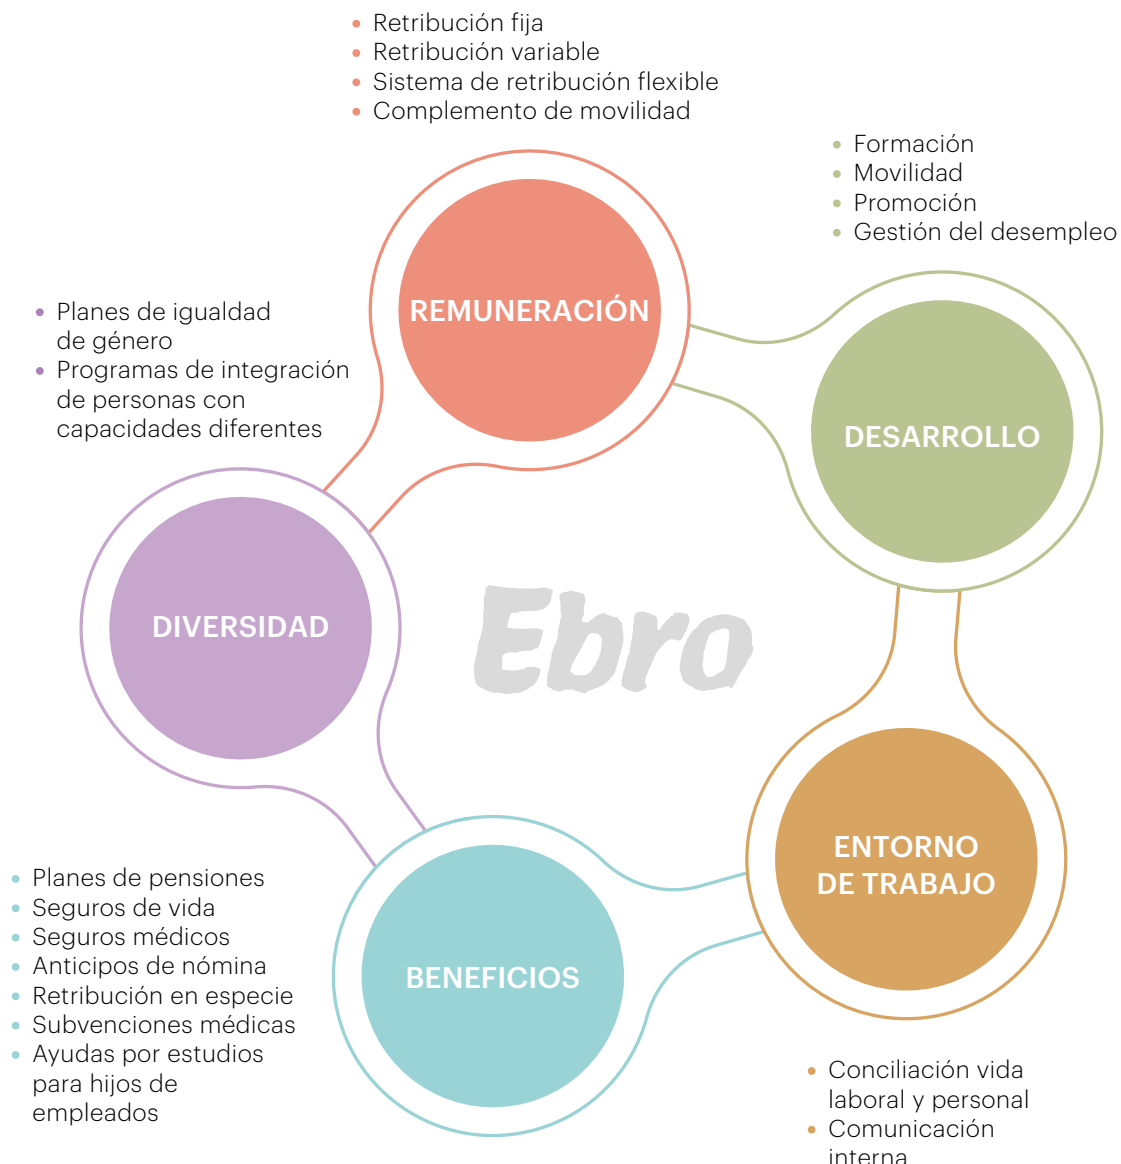 Retribución fija
Retribución variable
Sistema de retribución flexible
Complemento de movilidad
Formación
Movilidad
Promoción
Gestión del desempleo
REMUNERACIÓN
Planes de igualdad
de género
Programas de integración
de personas con
capacidades diferentes
DESARROLLO
DIVERSIDAD
Ebro
ENTORNO
DE TRABAJO
Planes de pensiones
Seguros de vida
Seguros médicos
Anticipos de nómina
Retribución en especie
Subvenciones médicas
Ayudas por estudios
para hijos de
empleados
BENEFICIOS
Conciliación vida
laboral y personal
Comunicación
interna